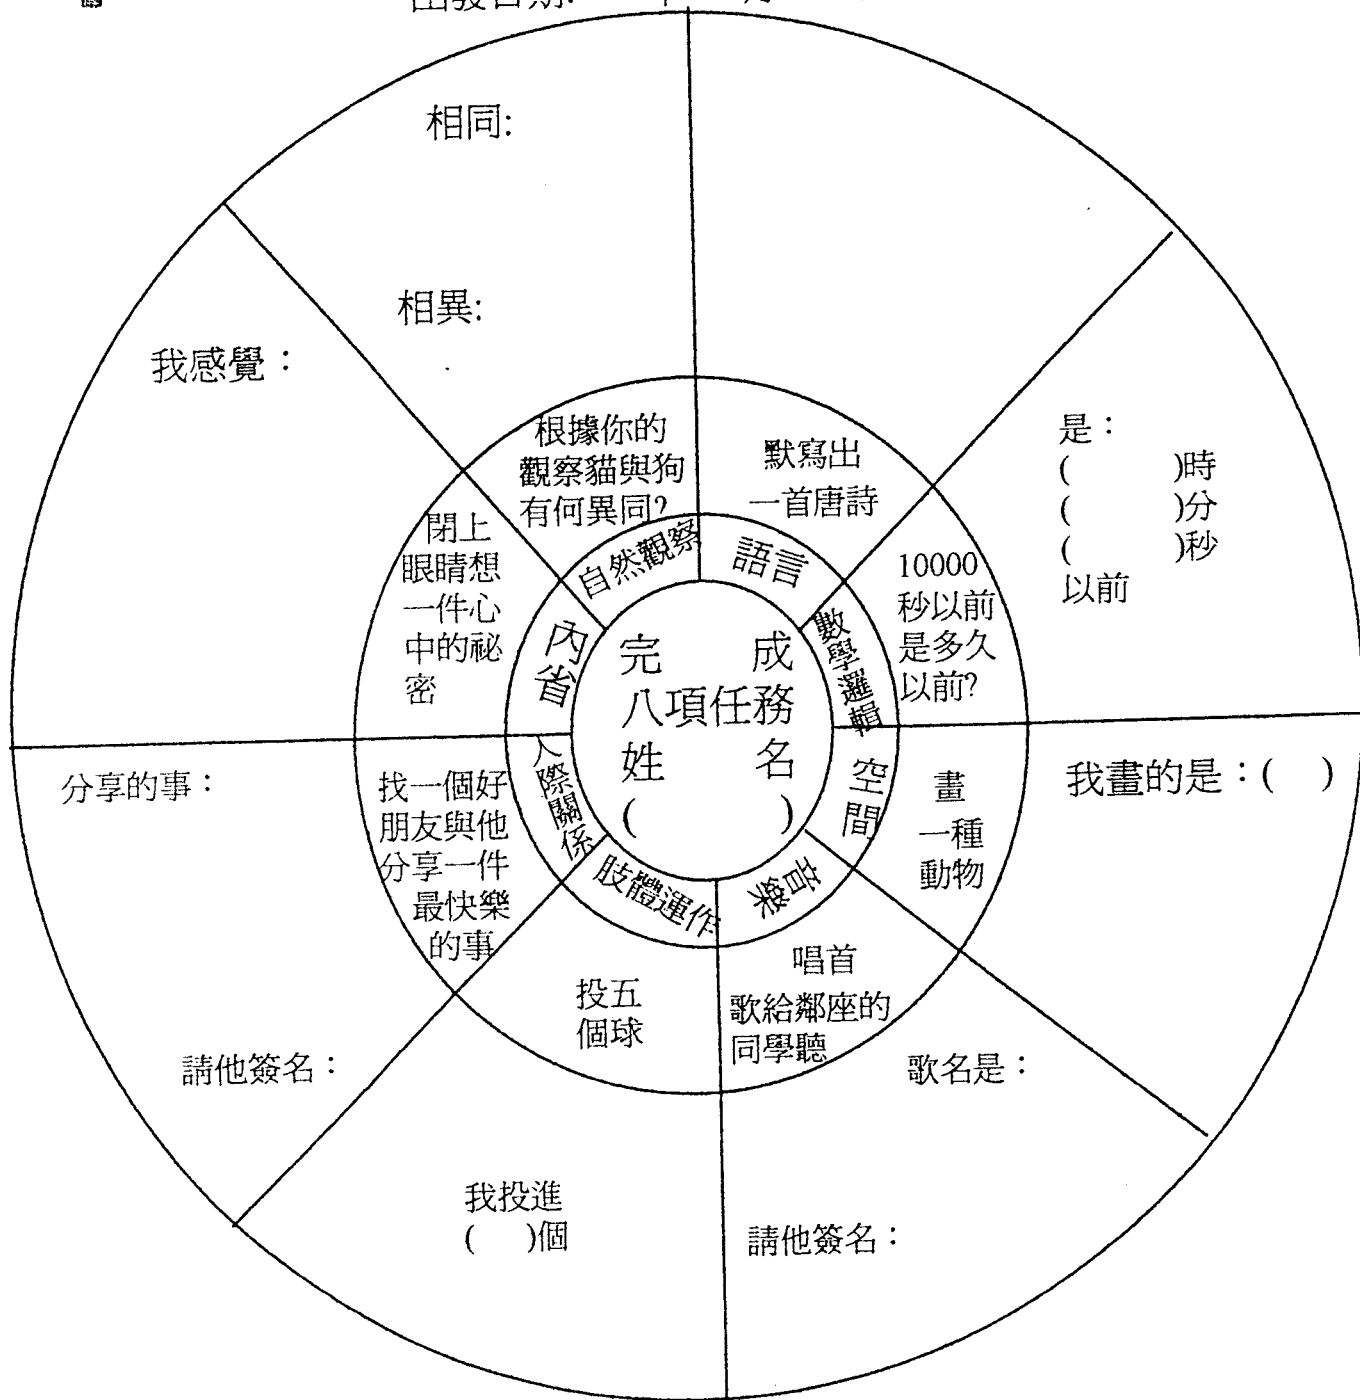 出發日期:
相同:
相異:
根據你的
觀察貓與狗
有何異同?
自然觀察
默寫出
一首唐詩
語言
是：
( )時
( )分
( )秒
以前
10000
秒以前
是多久
以前?
數學邏輯
我畫的是：( )
畫
一種
動物
空間
唱首
歌給鄰座的
同學聽
音樂
歌名是：
請他簽名：
投五
個球
肢體運作
我投進
( )個
找一個好
朋友與他
分享一件
最快樂
的事
人際關係
分享的事：
請他簽名：
我感覺：
閉上
眼睛想
一件心
中的祕
密
內省
完 成
八項任務
姓 名
( )